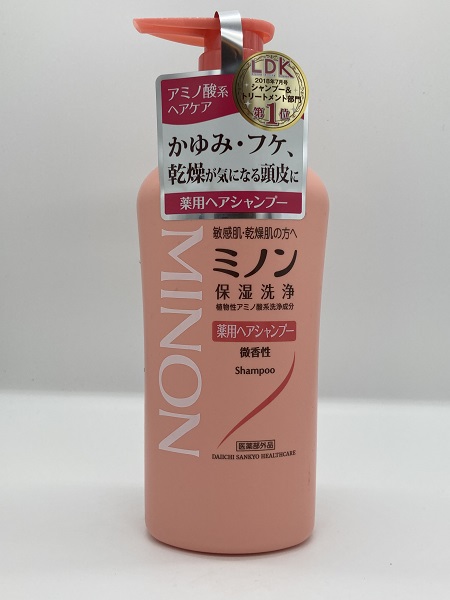 アミノ酸系
ヘアケア
LDK
2018年7月号
シャンプー&
トリートメント部門
第1位
かゆみ・フケ、
乾燥が気になる頭皮に
薬用ヘアシャンプー
MINON
敏感肌・乾燥肌の方へ
ミノン
保湿洗浄
植物性アミノ酸系洗浄成分
薬用ヘアシャンプー
微香性
Shampoo
医薬部外品
DAIICHI SANKYO HEALTHCARE